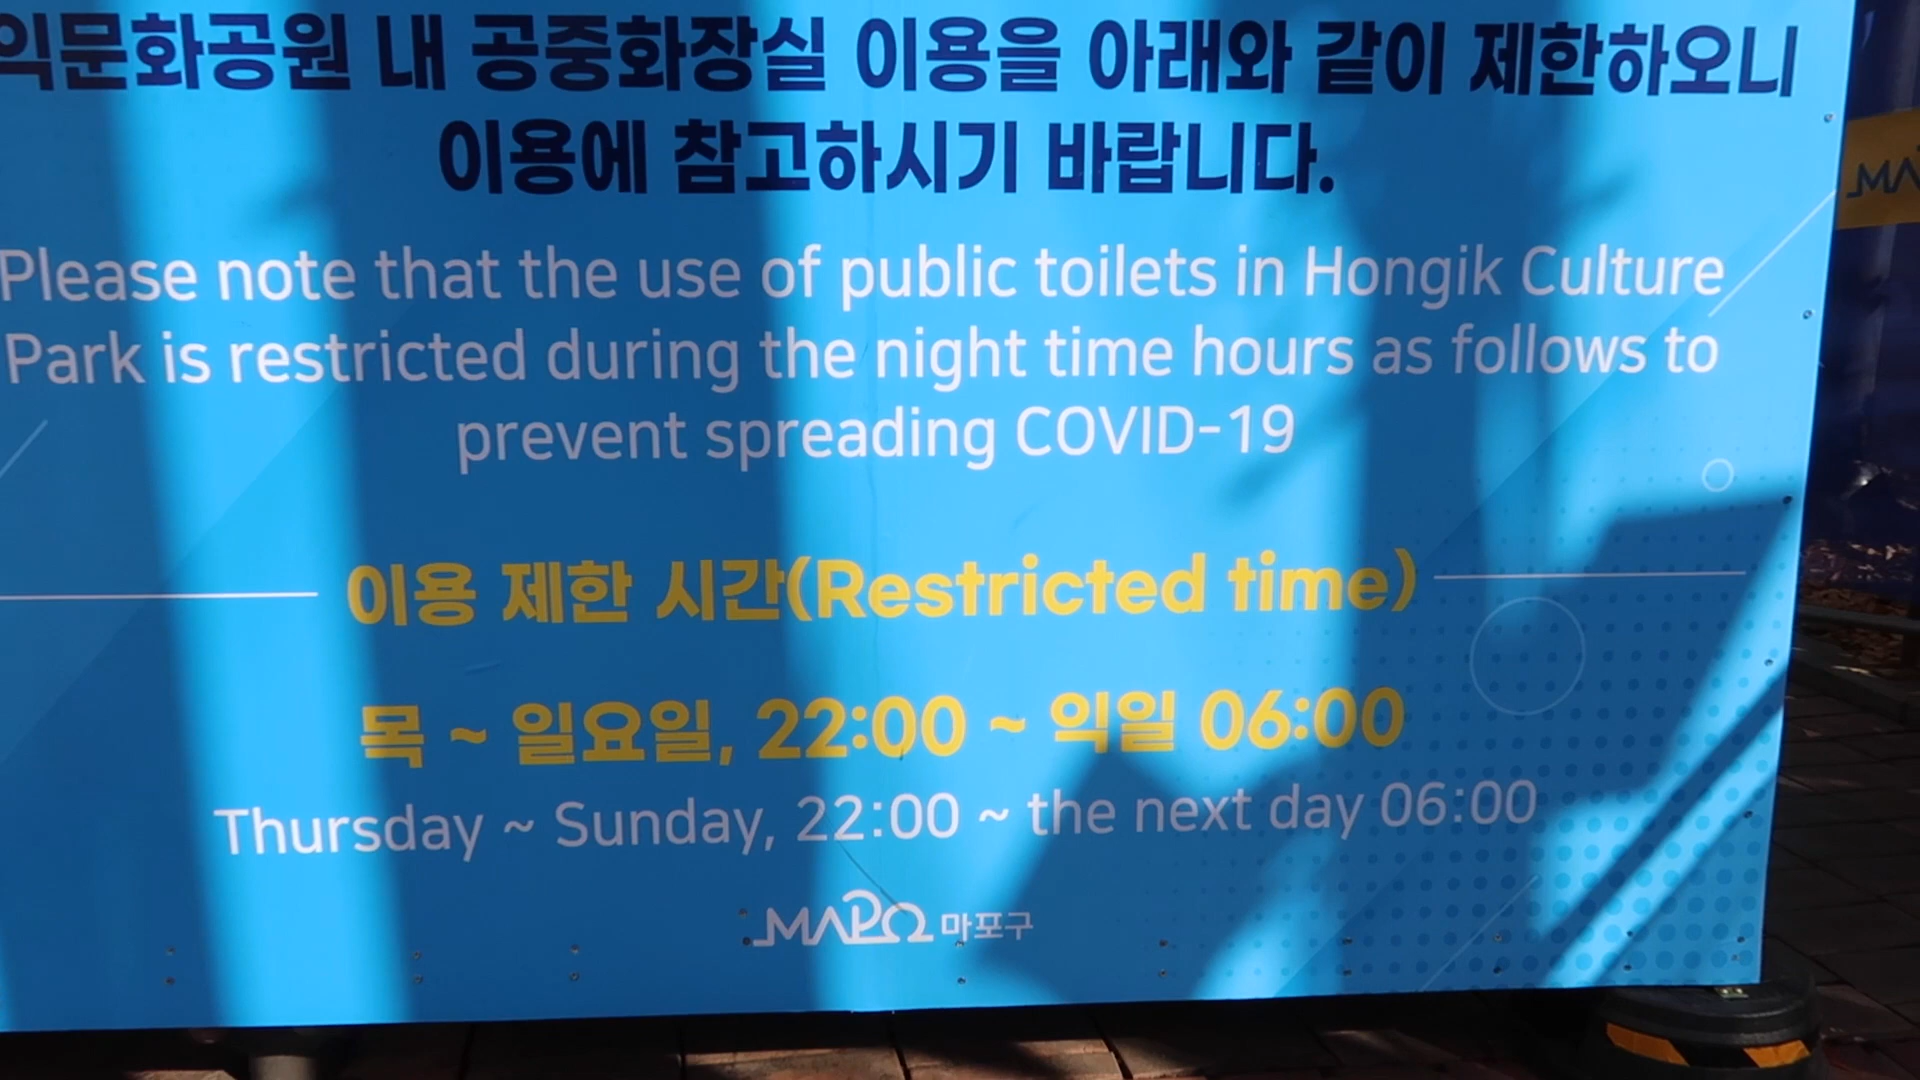 익문화공원 내 공중화장실 이용을 아래와 같이 제한하오니
이용에 참고하시기 바랍니다.
Please note that the use of public toilets in Hongik Culture
Park is restricted during the night time hours as follows to
prevent spreading COVID-19
이용 제한 시간(Restricted time)
목 ~ 일요일, 22:00 ~ 익일 06:00
Thursday ~ Sunday, 22:00 ~ the next day 06:00
MAPO 마포구